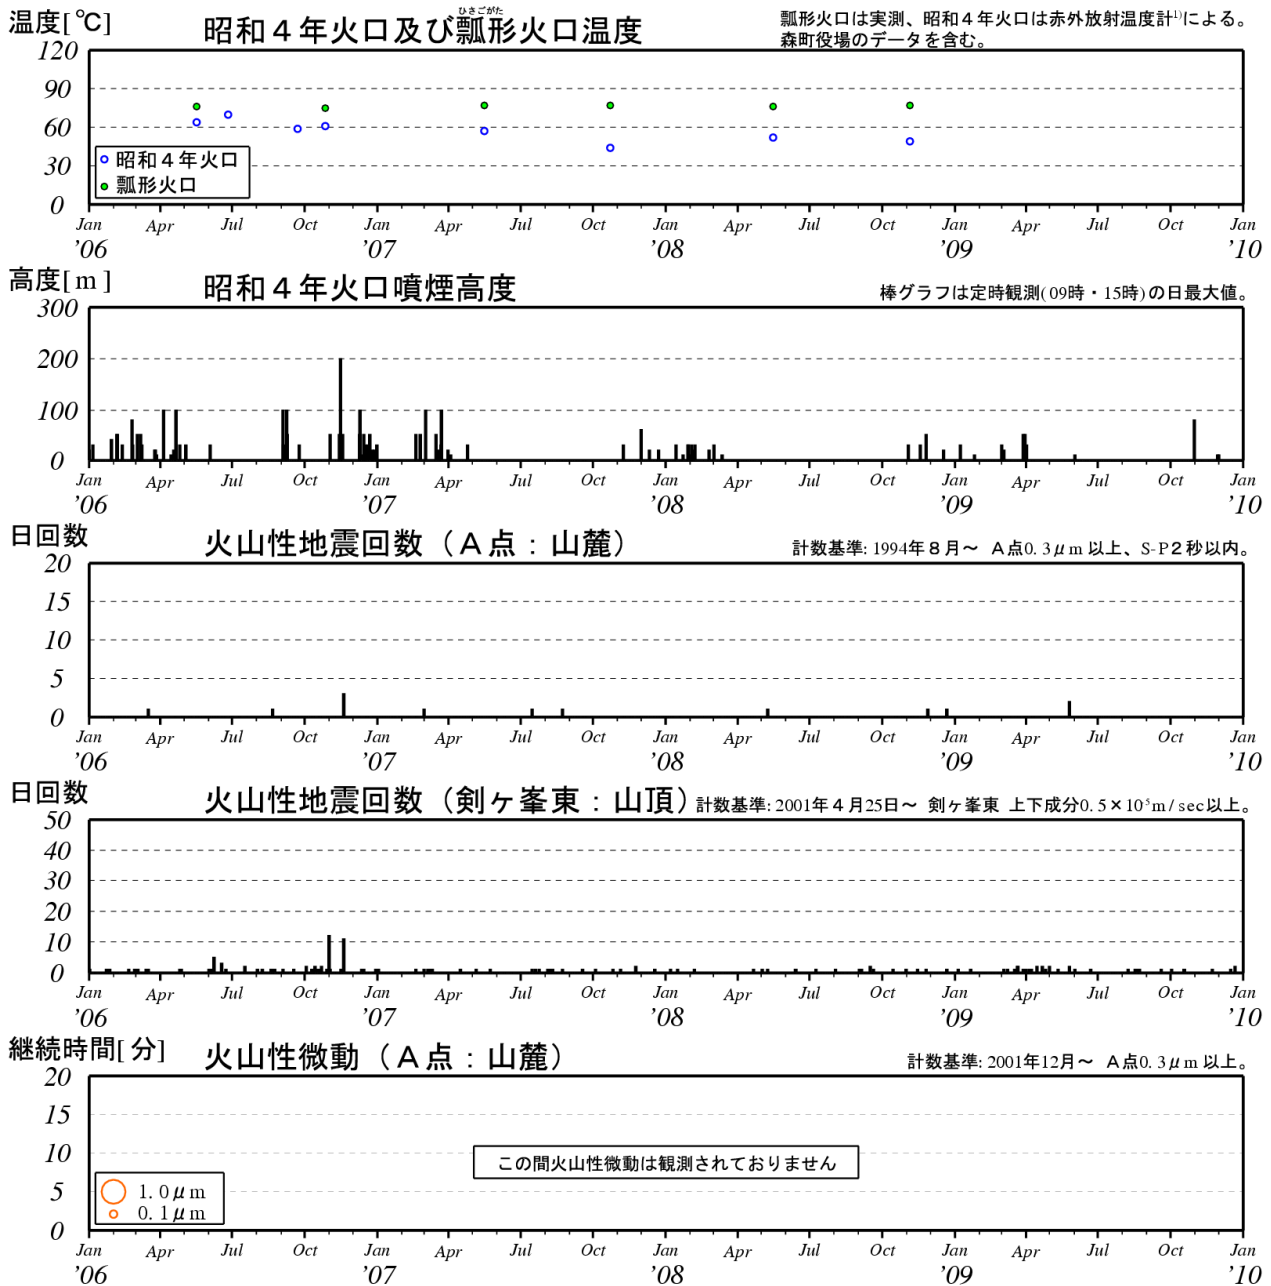 温度[℃]
昭和４年火口及び瓢形火口温度
ひさごがた
瓢形火口は実測、昭和４年火口は赤外放射温度計1)による。
森町役場のデータを含む。
120
90
60
30
0
昭和４年火口
瓢形火口
Jan Apr Jul Oct Jan Apr Jul Oct Jan Apr Jul Oct Jan Apr Jul Oct Jan
'06 '07 '08 '09 '10
高度[m]
昭和４年火口噴煙高度
棒グラフは定時観測(09時・15時)の日最大値。
300
200
100
0
Jan Apr Jul Oct Jan Apr Jul Oct Jan Apr Jul Oct Jan Apr Jul Oct Jan
'06 '07 '08 '09 '10
日回数
火山性地震回数（Ａ点：山麓）
計数基準: 1994年８月～ Ａ点0.3μm以上、S-P２秒以内。
20
15
10
5
0
Jan Apr Jul Oct Jan Apr Jul Oct Jan Apr Jul Oct Jan Apr Jul Oct Jan
'06 '07 '08 '09 '10
日回数
火山性地震回数（剣ヶ峯東：山頂）
計数基準: 2001年４月25日～ 剣ヶ峯東 上下成分0.5×10⁻⁵m/sec以上。
50
40
30
20
10
0
Jan Apr Jul Oct Jan Apr Jul Oct Jan Apr Jul Oct Jan Apr Jul Oct Jan
'06 '07 '08 '09 '10
継続時間[分]
火山性微動（Ａ点：山麓）
計数基準: 2001年12月～ Ａ点0.3μm以上。
20
15
10
5
0
この間火山性微動は観測されておりません
1.0μm
0.1μm
Jan Apr Jul Oct Jan Apr Jul Oct Jan Apr Jul Oct Jan Apr Jul Oct Jan
'06 '07 '08 '09 '10